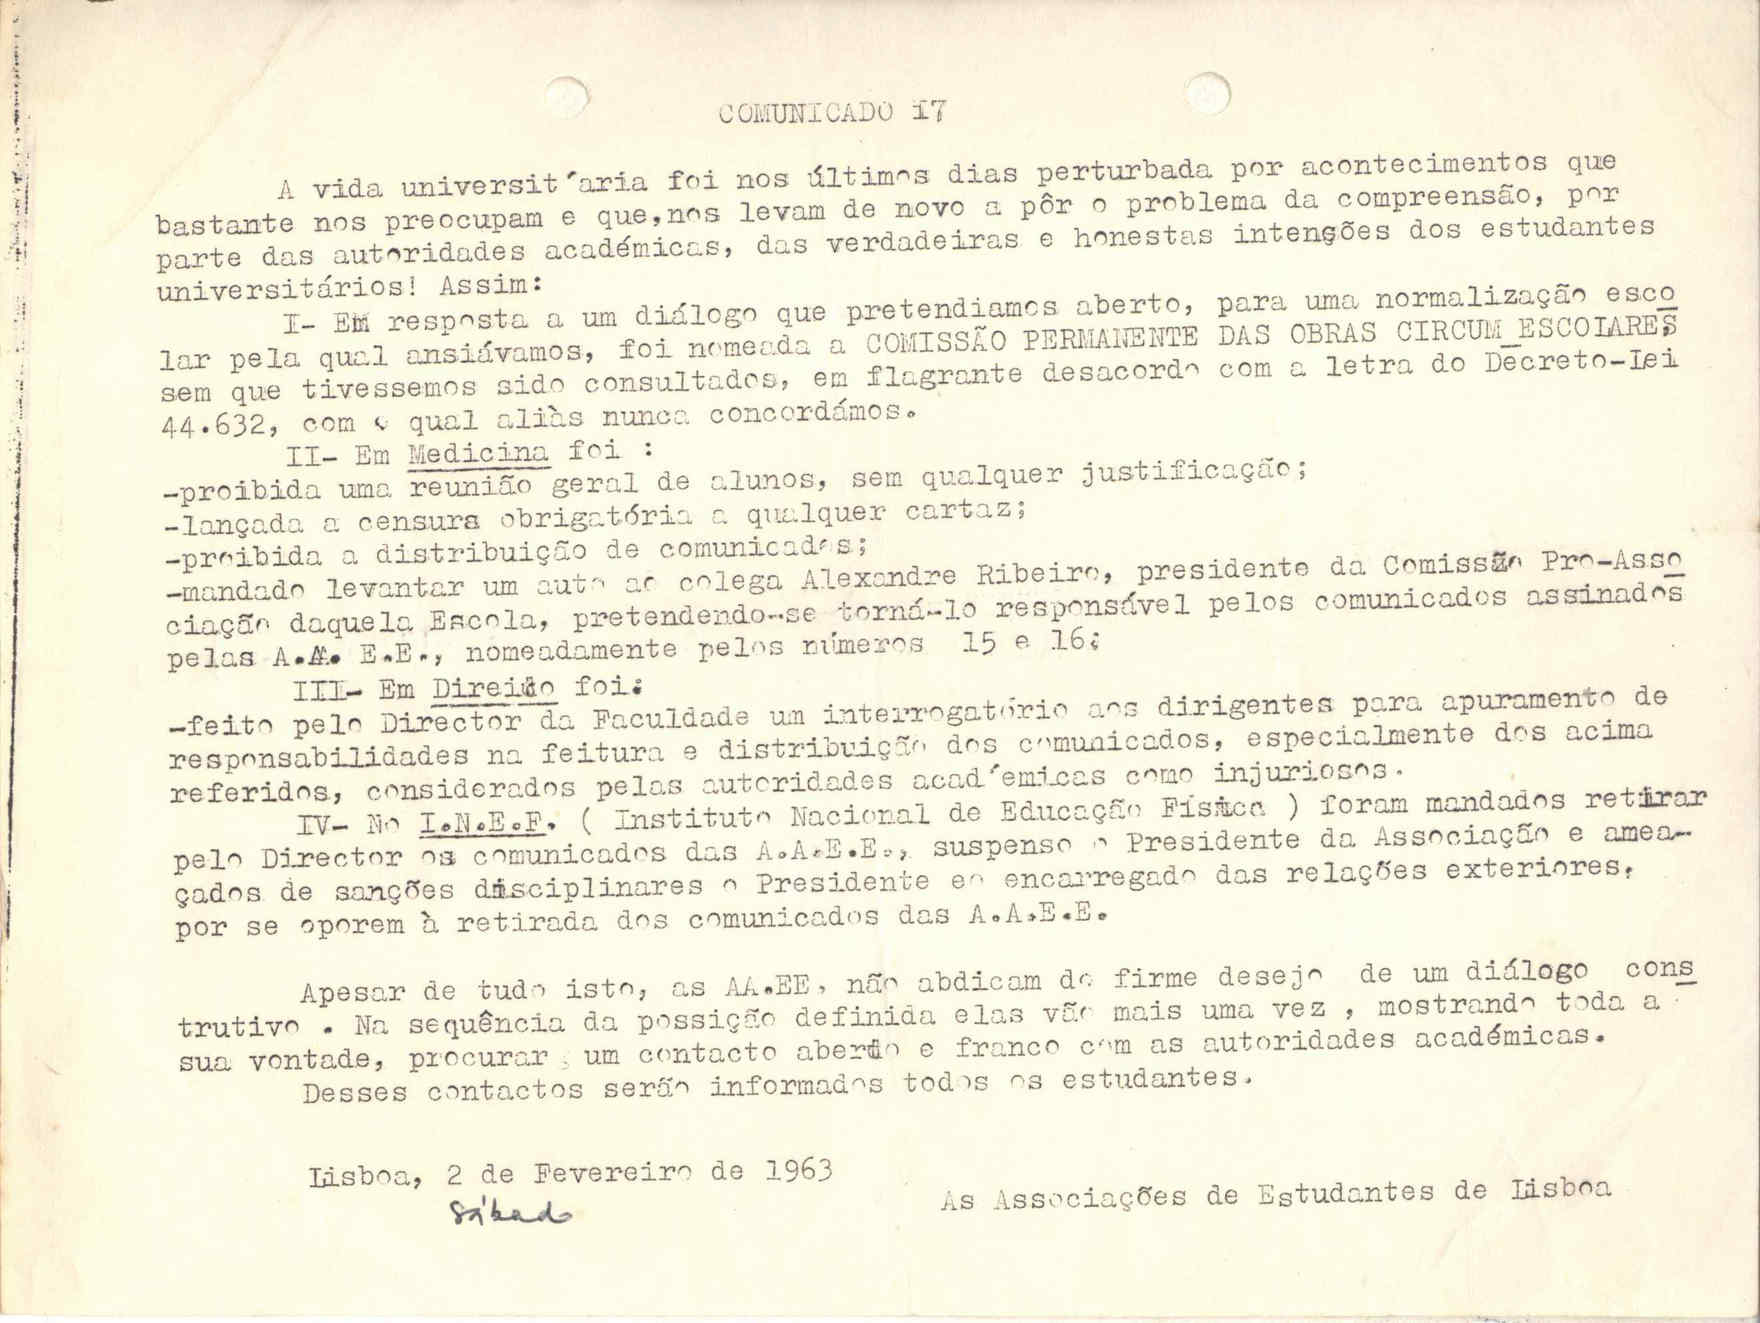 COMUNICADO 17
A vida universit´aria foi nos últimos dias perturbada por acontecimentos que
bastante nos preocupam e que,nos levam de novo a pôr o problema da compreensão, por
parte das autoridades académicas, das verdadeiras e honestas intenções dos estudantes
universitários! Assim:
I- Em resposta a um diálogo que pretendiamos aberto, para uma normalização esco
lar pela qual ansiávamos, foi nomeada a COMISSÃO PERMANENTE DAS OBRAS CIRCUM_ESCOLARES
sem que tivessemos sido consultados, em flagrante desacordo com a letra do Decreto-Lei
44.632, com o qual aliàs nunca concordámos.
II- Em Medicina foi :
-proibida uma reunião geral de alunos, sem qualquer justificação;
-lançada a censura obrigatória a qualquer cartaz;
-proibida a distribuição de comunicados;
-mandado levantar um auto ao colega Alexandre Ribeiro, presidente da Comissão Pro-Asso
ciação daquela Escola, pretendendo-se torná-lo responsável pelos comunicados assinados
pelas A.A. E.E., nomeadamente pelos números 15 e 16;
III- Em Direito foi:
-feito pelo Director da Faculdade um interrogatório aos dirigentes para apuramento de
responsabilidades na feitura e distribuição dos comunicados, especialmente dos acima
referidos, considerados pelas autoridades acad´emicas como injuriosos.
IV- No I.N.E.F. ( Instituto Nacional de Educação Física ) foram mandados retirar
pelo Director os comunicados das A.A.E.E., suspenso o Presidente da Associação e amea-
çados de sanções disciplinares o Presidente eo encarregado das relações exteriores,
por se oporem à retirada dos comunicados das A.A.E.E.
Apesar de tudo isto, as AA.EE, não abdicam do firme desejo de um diálogo cons
trutivo . Na sequência da possição definida elas vão mais uma vez , mostrando toda a
sua vontade, procurar , um contacto aberto e franco com as autoridades académicas.
Desses contactos serão informados todos os estudantes.
Lisboa, 2 de Fevereiro de 1963
sábado
As Associações de Estudantes de Lisboa